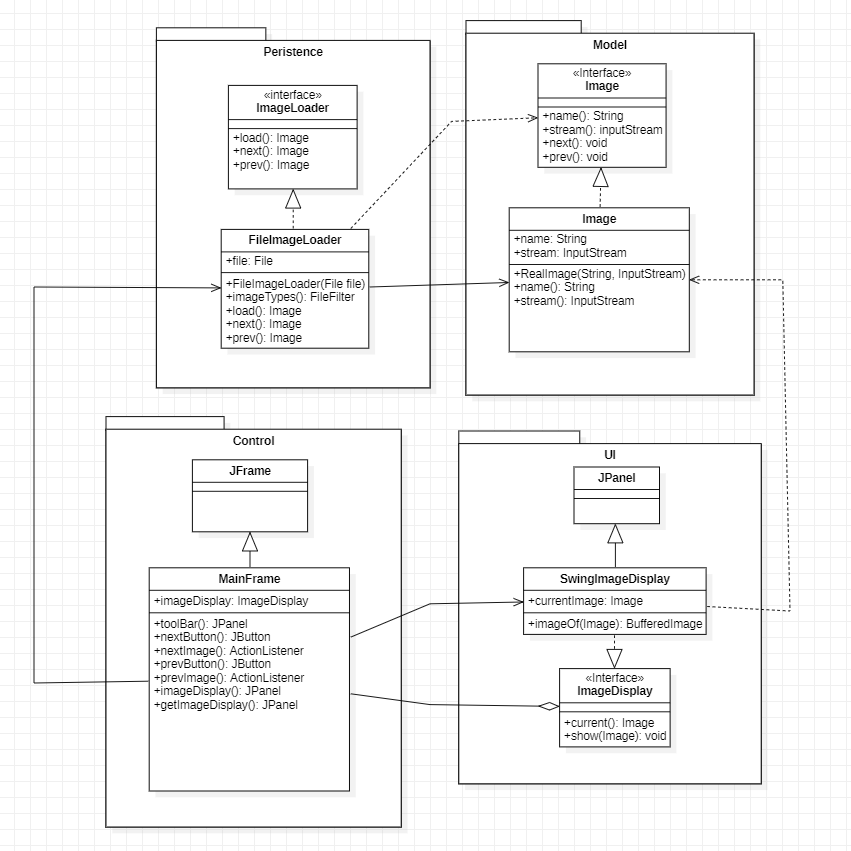 Peristence
«interface»
ImageLoader
+load(): Image
+next(): Image
+prev(): Image
FileImageLoader
+file: File
+FileImageLoader(File file)
+imageTypes(): FileFilter
+load(): Image
+next(): Image
+prev(): Image
Model
«Interface»
Image
+name(): String
+stream(): inputStream
+next(): void
+prev(): void
Image
+name: String
+stream: InputStream
+RealImage(String, InputStream)
+name(): String
+stream(): InputStream
Control
JFrame
MainFrame
+imageDisplay: ImageDisplay
+toolBar(): JPanel
+nextButton(): JButton
+nextImage(): ActionListener
+prevButton(): JButton
+prevImage(): ActionListener
+imageDisplay(): JPanel
+getImageDisplay(): JPanel
UI
JPanel
SwingImageDisplay
+currentImage: Image
+imageOf(Image): BufferedImage
«Interface»
ImageDisplay
+current(): Image
+show(Image): void